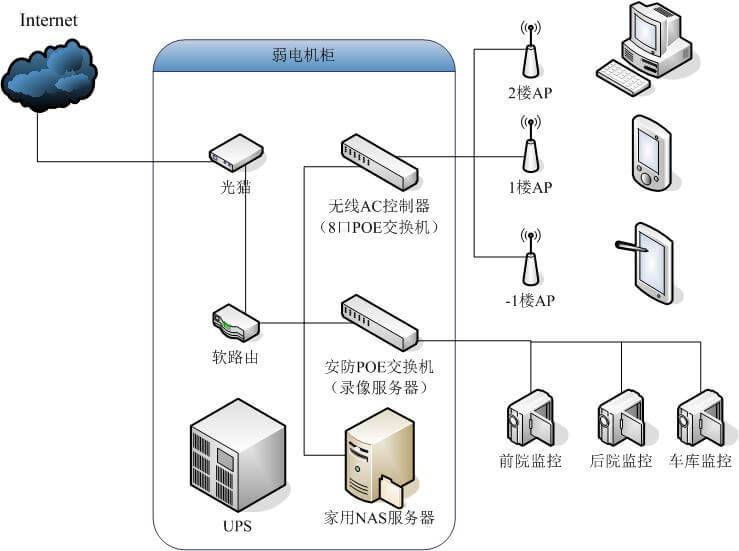 Internet
弱电机柜
光猫
无线AC控制器
（8口POE交换机）
2楼AP
1楼AP
-1楼AP
软路由
安防POE交换机
（录像服务器）
前院监控
后院监控
车库监控
UPS
家用NAS服务器